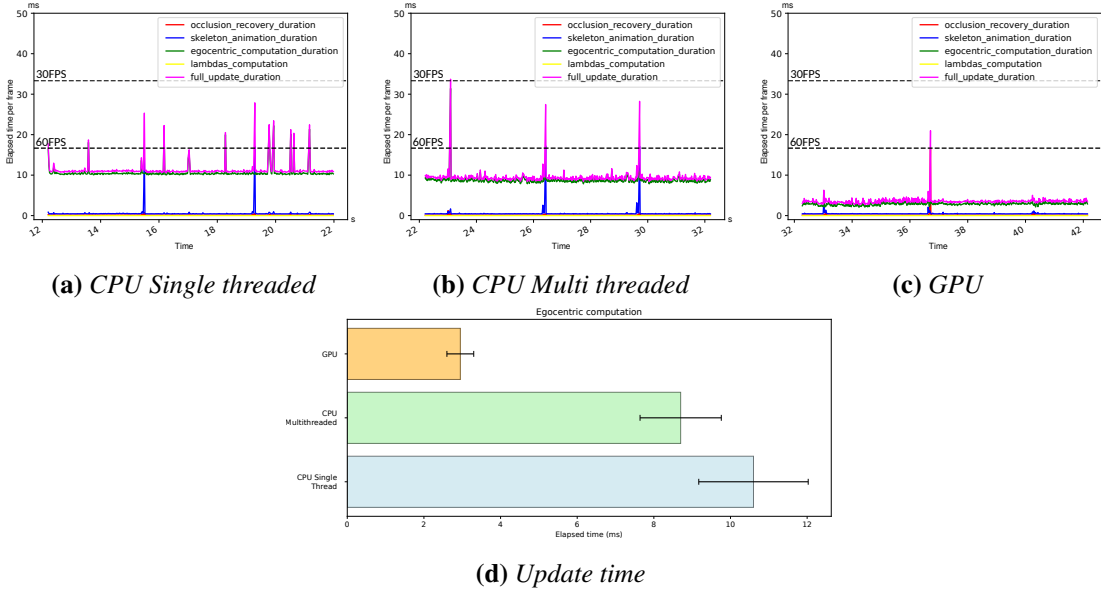 ms
50
40
30
20
10
0
30FPS
60FPS
Elapsed time per frame
occlusion_recovery_duration
skeleton_animation_duration
egocentric_computation_duration
lambdas_computation
full_update_duration
12
14
16
18
20
22
s
Time
(a) CPU Single threaded
ms
50
40
30
20
10
0
30FPS
60FPS
Elapsed time per frame
occlusion_recovery_duration
skeleton_animation_duration
egocentric_computation_duration
lambdas_computation
full_update_duration
22
24
26
28
30
32
s
Time
(b) CPU Multi threaded
ms
50
40
30
20
10
0
30FPS
60FPS
Elapsed time per frame
occlusion_recovery_duration
skeleton_animation_duration
egocentric_computation_duration
lambdas_computation
full_update_duration
32
34
36
38
40
42
s
Time
(c) GPU
Egocentric computation
GPU
CPU
Multithreaded
CPU Single
Thread
0
2
4
6
8
10
12
Elapsed time (ms)
(d) Update time